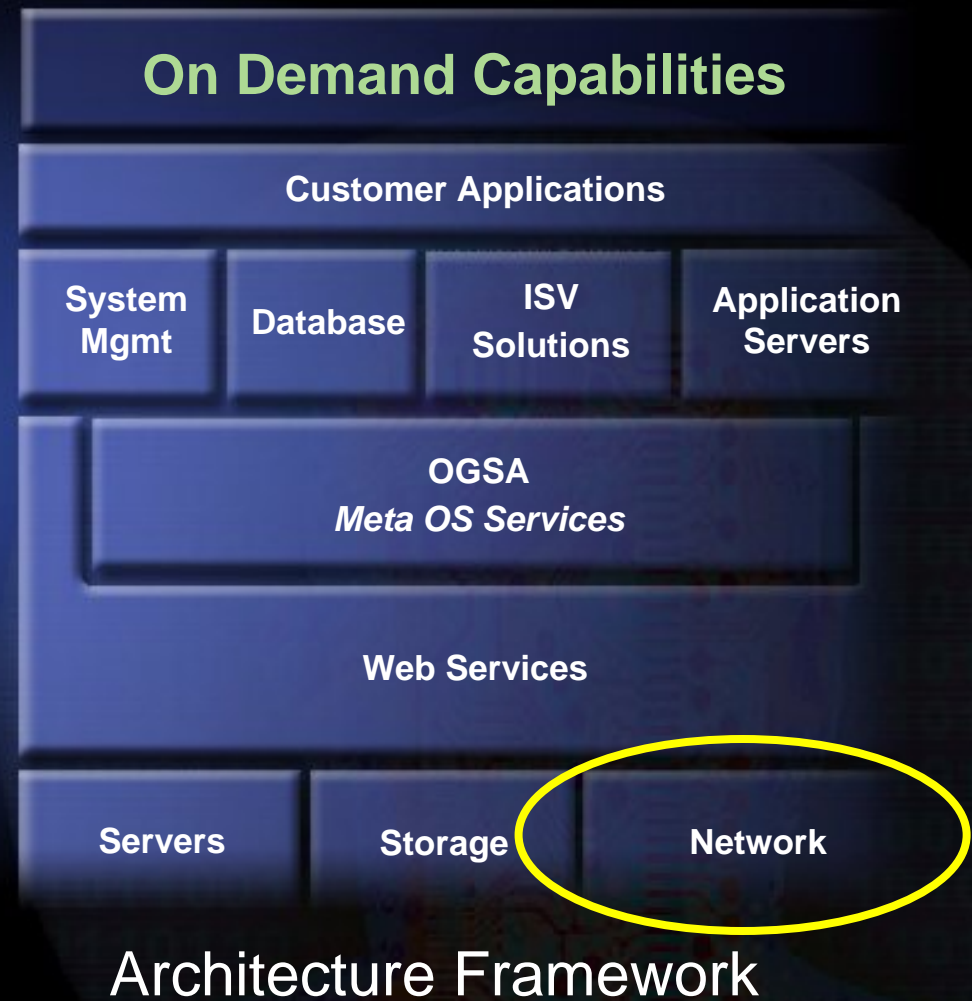 On Demand Capabilities
Customer Applications
System
Mgmt
Database
ISV
Solutions
Application
Servers
OGSA
Meta OS Services
Web Services
Servers
Storage
Network
Architecture Framework